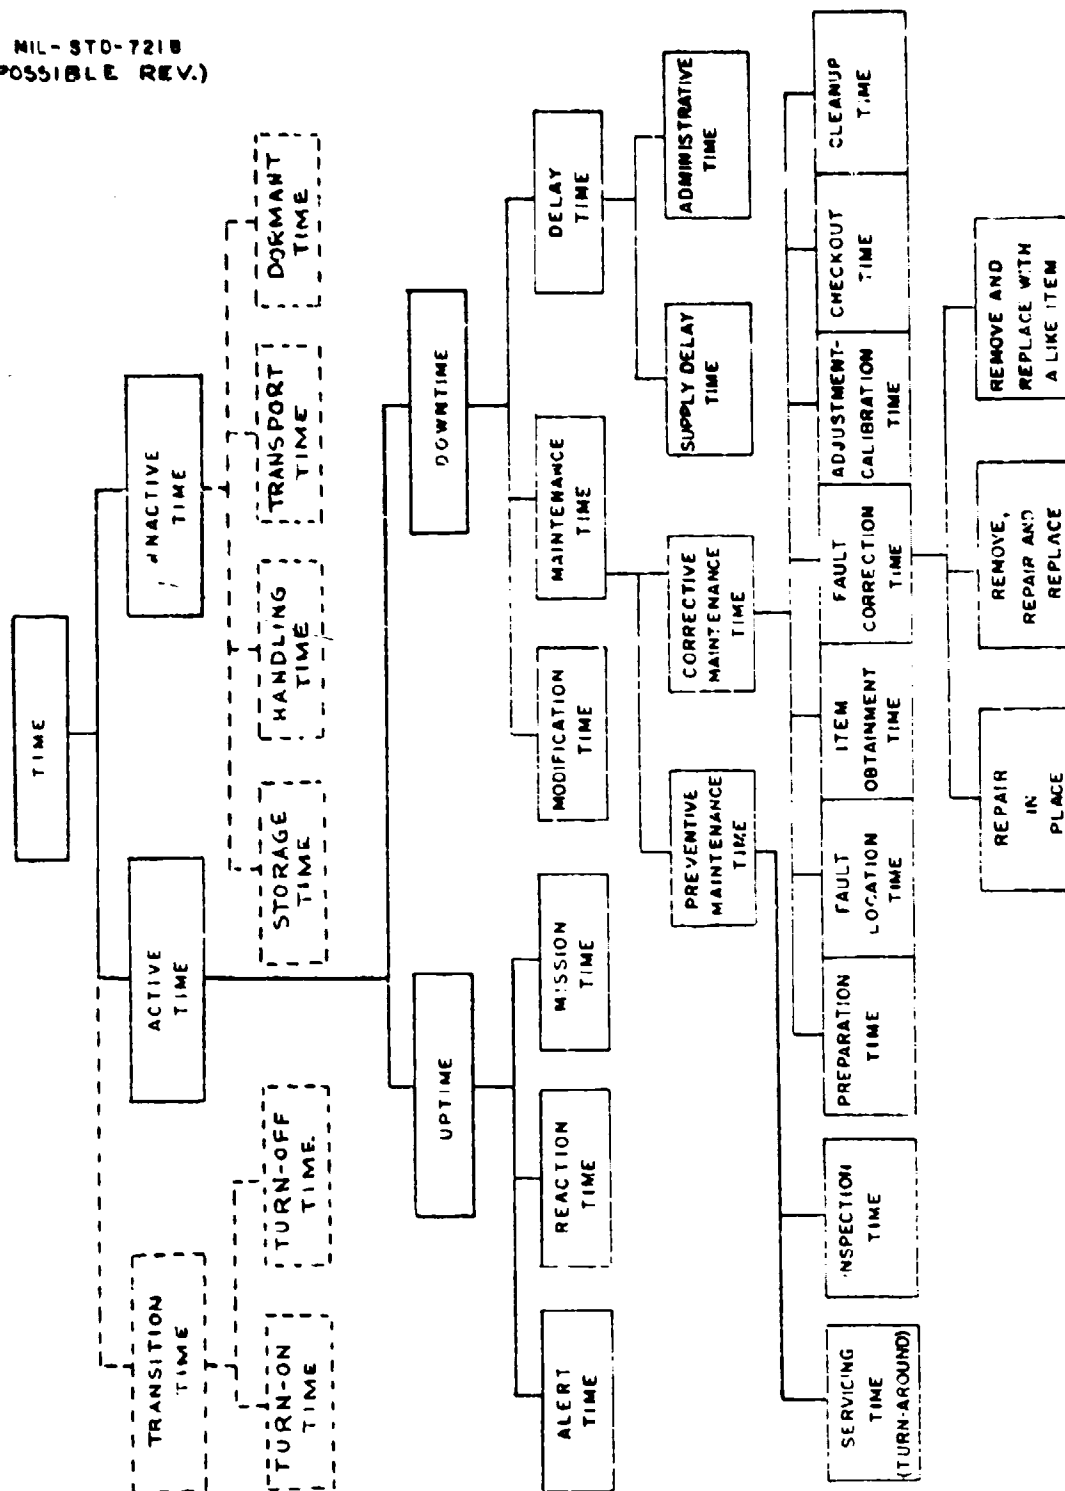 MIL-STD-721B
POSSIBLE REV.)
TIME
TRANSITION
TIME
ACTIVE
TIME
INACTIVE
TIME
TURN-ON
TIME
TURN-OFF
TIME
STORAGE
TIME
HANDLING
TIME
TRANSPORT
TIME
DORMANT
TIME
UPTIME
DOWNTIME
ALERT
TIME
REACTION
TIME
MISSION
TIME
MODIFICATION
TIME
MAINTENANCE
TIME
DELAY
TIME
PREVENTIVE
MAINTENANCE
TIME
CORRECTIVE
MAINTENANCE
TIME
SUPPLY DELAY
TIME
ADMINISTRATIVE
TIME
SERVICING
TIME
(TURN-AROUND)
INSPECTION
TIME
PREPARATION
TIME
FAULT
LOCATION
TIME
ITEM
OBTAINMENT
TIME
FAULT
CORRECTION
TIME
ADJUSTMENT-
CALIBRATION
TIME
CHECKOUT
TIME
CLEANUP
TIME
REPAIR
IN
PLACE
REMOVE,
REPAIR AND
REPLACE
REMOVE AND
REPLACE WITH
A LIKE ITEM